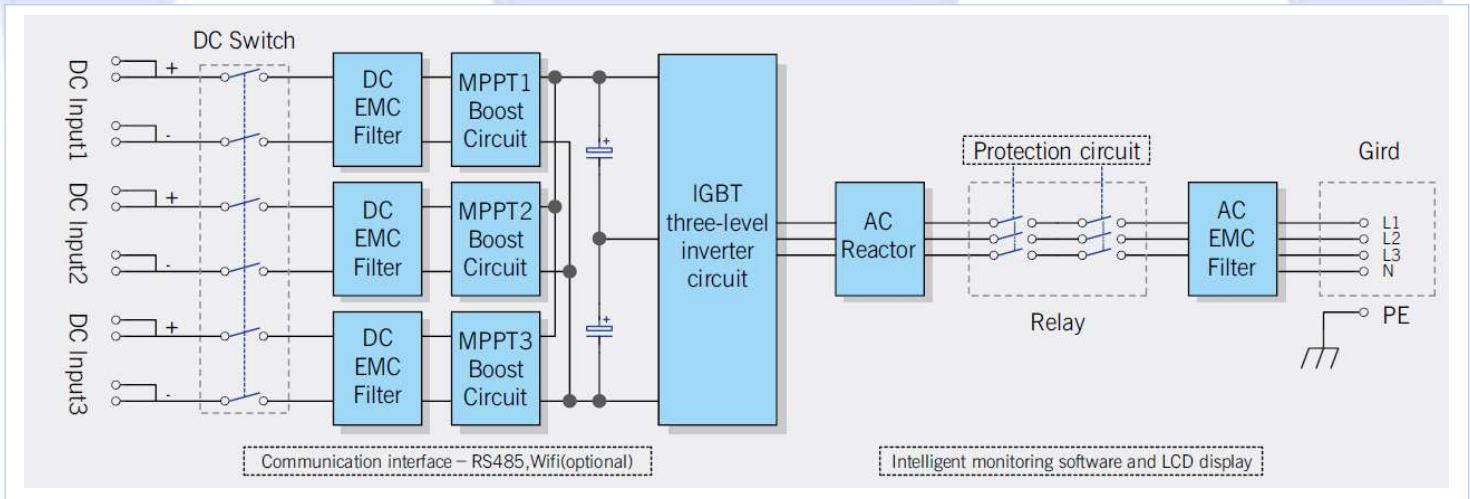 DC Switch
DC Input1
+
-
DC
EMC
Filter
MPPT1
Boost
Circuit
DC Input2
+
-
DC
EMC
Filter
MPPT2
Boost
Circuit
DC Input3
+
-
DC
EMC
Filter
MPPT3
Boost
Circuit
+
+
IGBT
three-level
inverter
circuit
AC
Reactor
Protection circuit
Relay
AC
EMC
Filter
Gird
L1
L2
L3
N
PE
Communication interface – RS485,Wifi(optional)
Intelligent monitoring software and LCD display